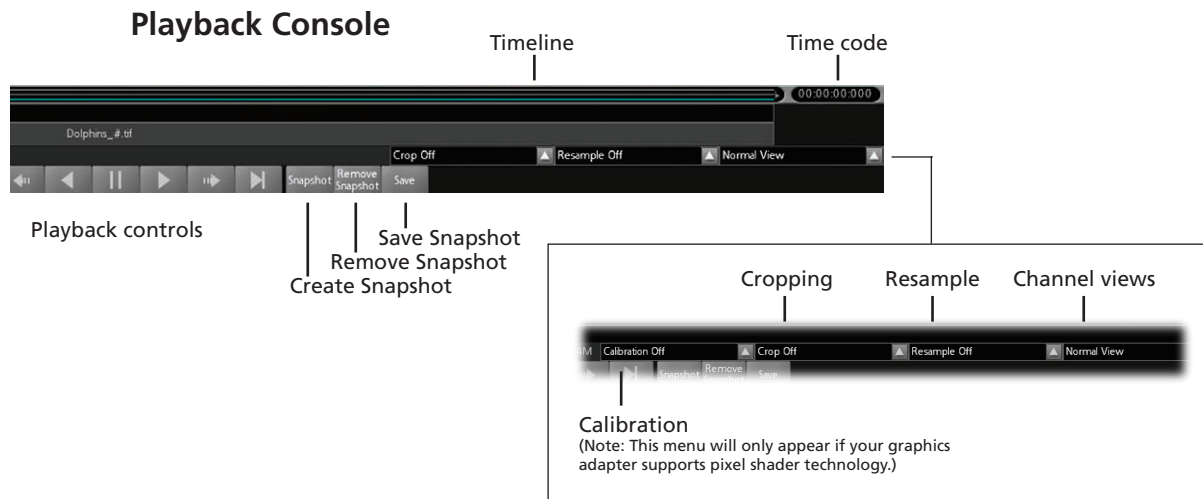 Playback Console
Timeline
Time code
00:00:00:000
Dolphins_#.tif
Crop Off
Resample Off
Normal View
Snapshot
Remove Snapshot
Save
Playback controls
Save Snapshot
Remove Snapshot
Create Snapshot
Cropping
Resample
Channel views
Calibration Off
Crop Off
Resample Off
Normal View
Snapshot
Remove
Save
Calibration
(Note: This menu will only appear if your graphics
adapter supports pixel shader technology.)